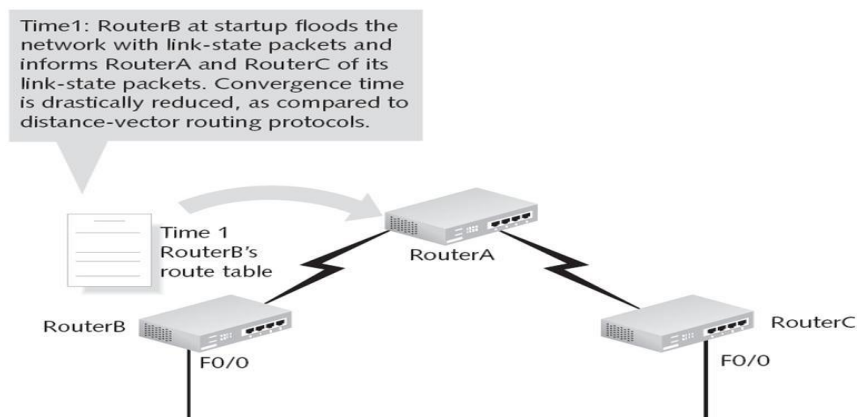 Time1: RouterB at startup floods the
network with link-state packets and
informs RouterA and RouterC of its
link-state packets. Convergence time
is drastically reduced, as compared to
distance-vector routing protocols.
Time 1
RouterB's
route table
RouterA
RouterB
RouterC
F0/0
F0/0